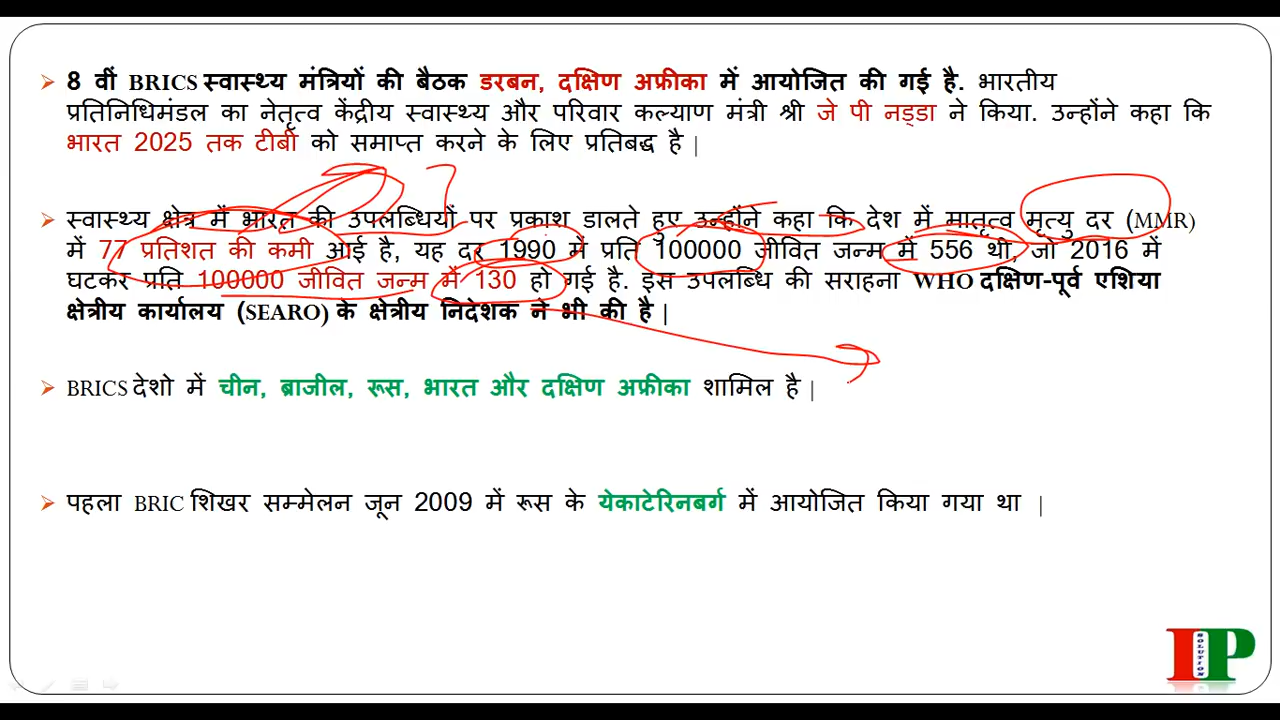 8 वीं BRICS स्वास्थ्य मंत्रियों की बैठक डरबन, दक्षिण अफ्रीका में आयोजित की गई है. भारतीय
प्रतिनिधिमंडल का नेतृत्व केंद्रीय स्वास्थ्य और परिवार कल्याण मंत्री श्री जे पी नड्डा ने किया. उन्होंने कहा कि
भारत 2025 तक टीबी को समाप्त करने के लिए प्रतिबद्ध है |
स्वास्थ्य क्षेत्र में भारत की उपलब्धियों पर प्रकाश डालते हुए उन्होंने कहा कि देश में मातृत्व मृत्यु दर (MMR)
में 77 प्रतिशत की कमी आई है, यह दर 1990 में प्रति 100000 जीवित जन्म में 556 थी, जो 2016 में
घटकर प्रति 100000 जीवित जन्म में 130 हो गई है. इस उपलब्धि की सराहना WHO दक्षिण-पूर्व एशिया
क्षेत्रीय कार्यालय (SEARO) के क्षेत्रीय निदेशक ने भी की है |
BRICS देशो में चीन, ब्राजील, रूस, भारत और दक्षिण अफ्रीका शामिल है |
पहला BRIC शिखर सम्मेलन जून 2009 में रूस के येकाटेरिनबर्ग में आयोजित किया गया था |
IP
SOLUTION